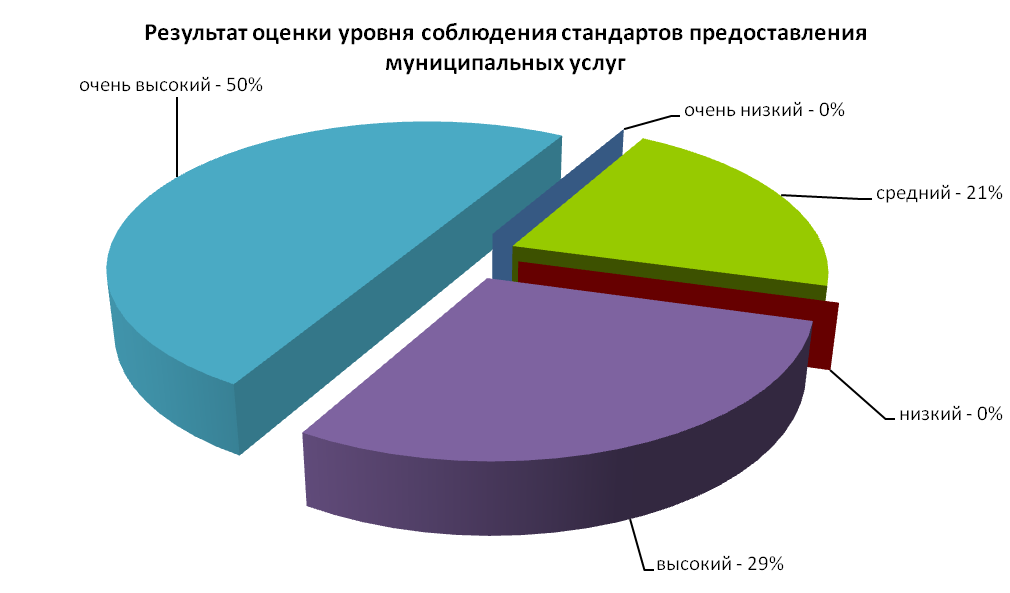 Результат оценки уровня соблюдения стандартов предоставления
муниципальных услуг
очень высокий - 50%
очень низкий - 0%
средний - 21%
низкий - 0%
высокий - 29%